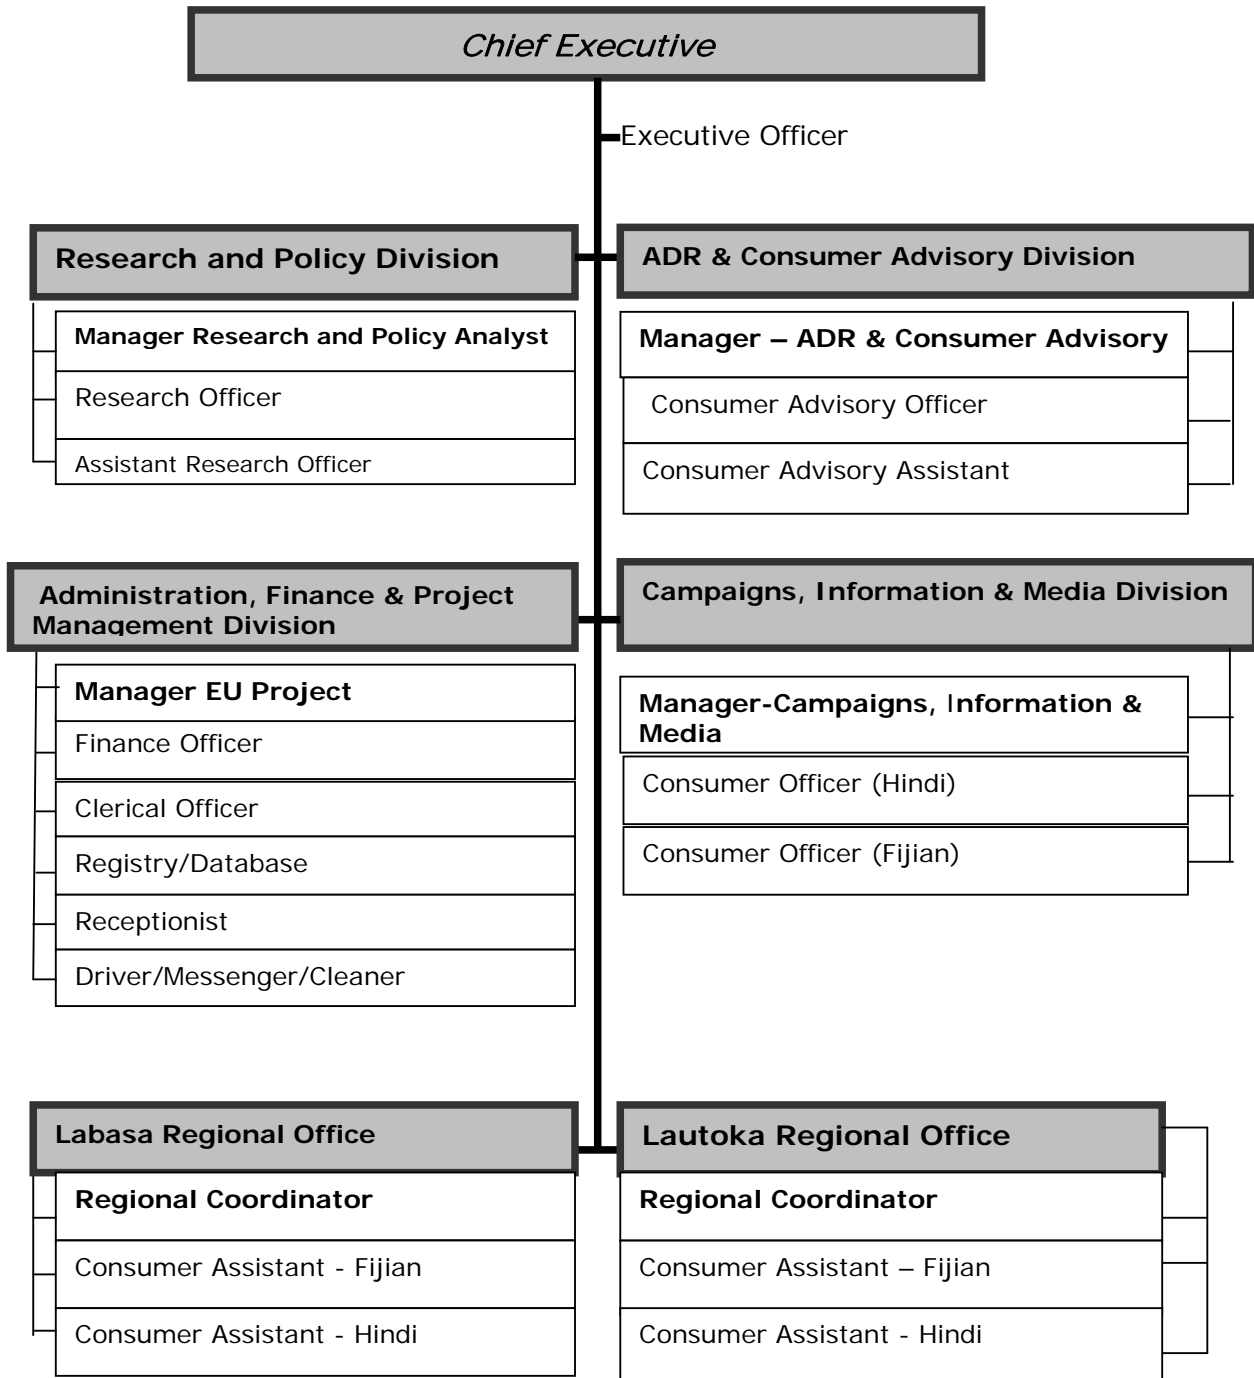 Chief Executive
Executive Officer
Research and Policy Division
Manager Research and Policy Analyst
Research Officer
Assistant Research Officer
ADR & Consumer Advisory Division
Manager – ADR & Consumer Advisory
Consumer Advisory Officer
Consumer Advisory Assistant
Administration, Finance & Project
Management Division
Manager EU Project
Finance Officer
Clerical Officer
Registry/Database
Receptionist
Driver/Messenger/Cleaner
Campaigns, Information & Media Division
Manager-Campaigns, Information &
Media
Consumer Officer (Hindi)
Consumer Officer (Fijian)
Labasa Regional Office
Regional Coordinator
Consumer Assistant - Fijian
Consumer Assistant - Hindi
Lautoka Regional Office
Regional Coordinator
Consumer Assistant – Fijian
Consumer Assistant - Hindi